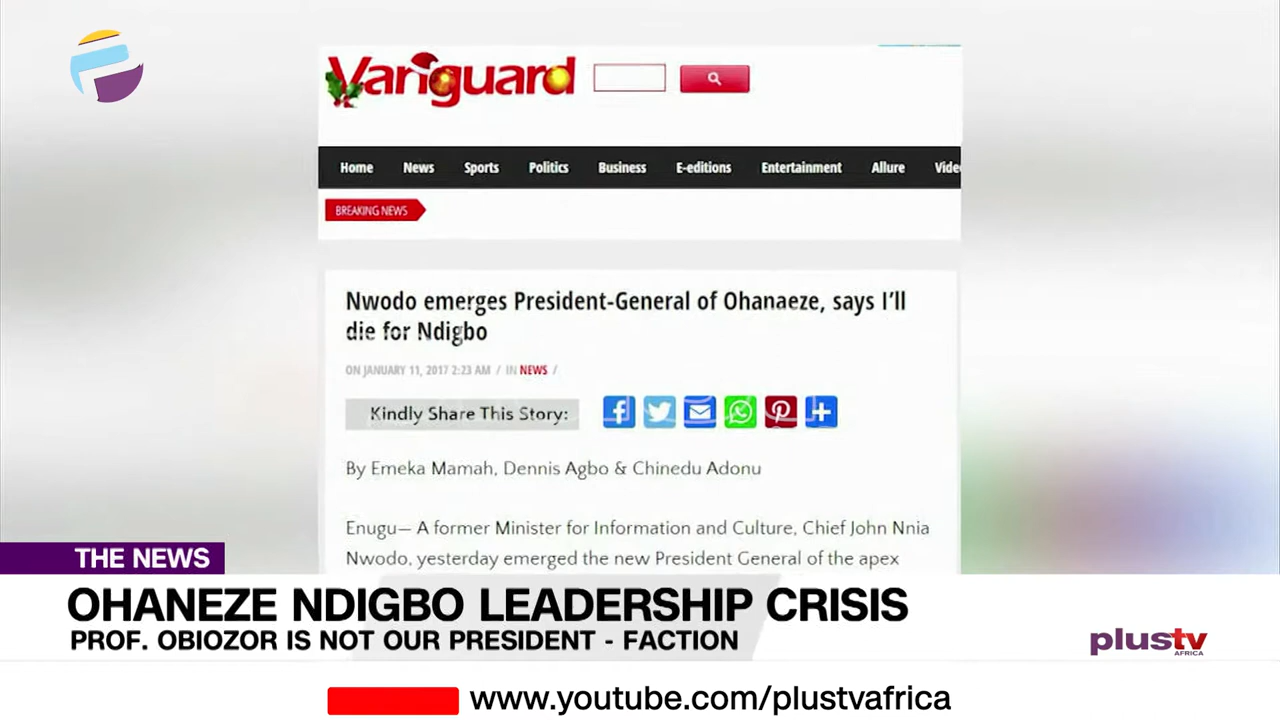 Vanguard
Home News Sports Politics Business E-editions Entertainment Allure Vide
BREAKING NEWS
Nwodo emerges President-General of Ohanaeze, says I'll
die for Ndigbo
ON JANUARY 11, 2017 2:23 AM / IN NEWS /
Kindly Share This Story:
By Emeka Mamah, Dennis Agbo & Chinedu Adonu
Enugu— A former Minister for Information and Culture, Chief John Nnia
Nwodo, yesterday emerged the new President General of the apex
THE NEWS
OHANEZE NDIGBO LEADERSHIP CRISIS
PROF. OBIOZOR IS NOT OUR PRESIDENT - FACTION
plustv
AFRICA
www.youtube.com/plustvafrica